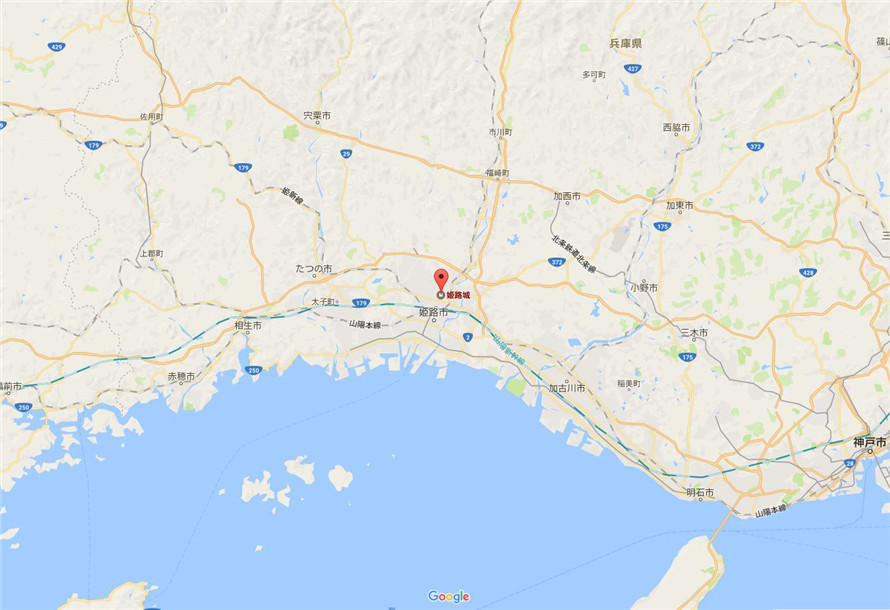 兵庫県
篠山
429
427
多可町
佐用町
宍粟市
市川町
西脇市
179
29
372
179
福崎町
姫新線
加西市
加東市
175
北条鉄道北条線
三
上郡町
たつの市
372
428
姫路城
小野市
太子町
179
姫路市
相生市
山陽本線
2
山陽新幹線
三木市
175
赤穂市
250
加古川市
稲美町
備前市
250
神戸市
28
明石市
山陽本線
Google